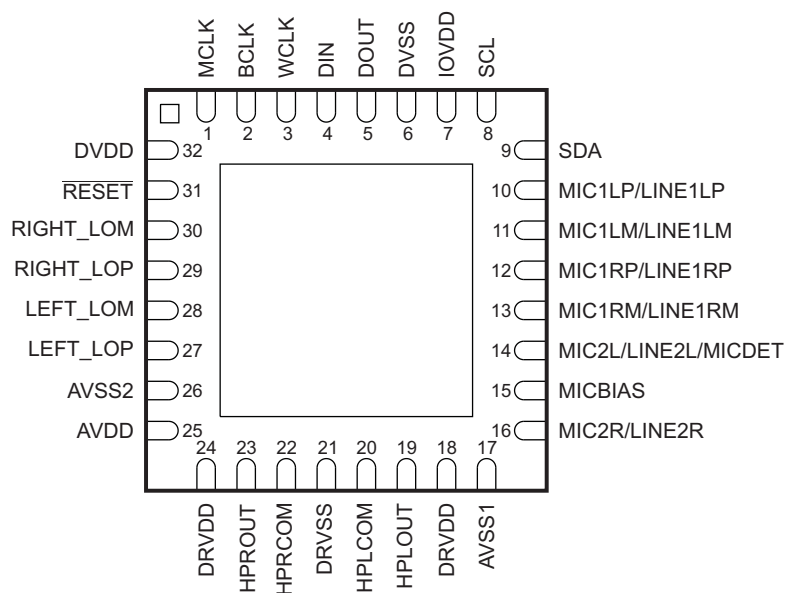 MCLK
BCLK
WCLK
DIN
DOUT
DVSS
IOVDD
SCL
1
2
3
4
5
6
7
8
DVDD 32
RESET 31
RIGHT_LOM 30
RIGHT_LOP 29
LEFT_LOM 28
LEFT_LOP 27
AVSS2 26
AVDD 25
9 SDA
10 MIC1LP/LINE1LP
11 MIC1LM/LINE1LM
12 MIC1RP/LINE1RP
13 MIC1RM/LINE1RM
14 MIC2L/LINE2L/MICDET
15 MICBIAS
16 MIC2R/LINE2R
24
23
22
21
20
19
18
17
DRVDD
HPROUT
HPRCOM
DRVSS
HPLCOM
HPLOUT
DRVDD
AVSS1